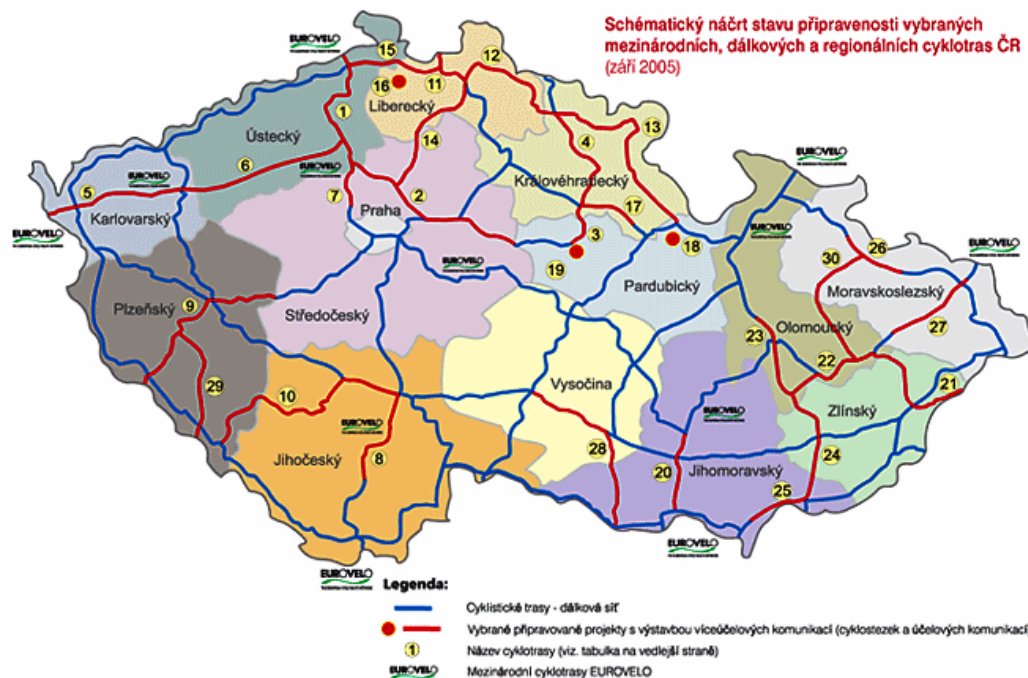 Schématický náčrt stavu připravenosti vybraných
mezinárodních, dálkových a regionálních cyklotras ČR
(září 2005)
EUROVELO
15
12
16
11
Liberecký
1
13
Ústecký
14
4
6
EUROVELO
EUROVELO
Královéhradecký
5
EUROVELO
7
2
17
Karlovarský
Praha
EUROVELO
3
18
EUROVELO
26
EUROVELO
19
30
EUROVELO
Pardubický
Moravskoslezský
9
Plzeňský
Středočeský
23
Olomoucký
27
22
29
Vysočina
21
10
Zlínský
EUROVELO
EUROVELO
Jihočeský
8
28
24
20
Jihomoravský
25
EUROVELO
EUROVELO
Legenda:
Cyklistické trasy - dálková síť
Vybrané připravované projekty s výstavbou víceúčelových komunikací (cyklostezek a účelových komunikací)
1
Název cyklotrasy (viz. tabulka na vedlejší straně)
EUROVELO
Mezinárodní cyklotrasy EUROVELO